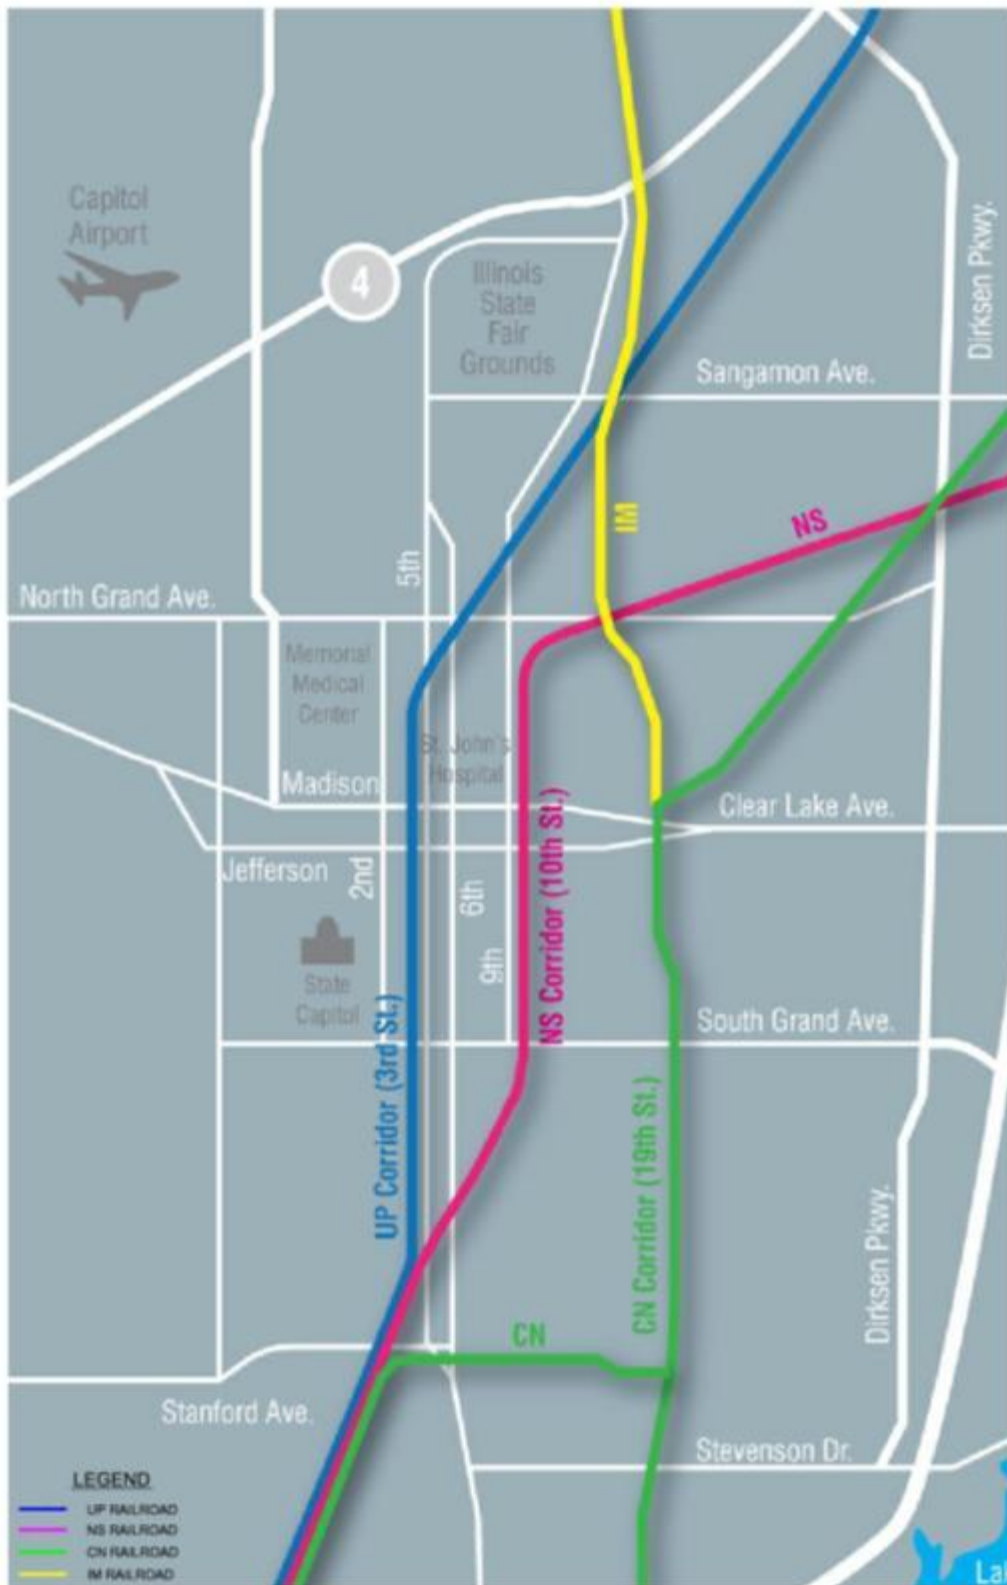 Capitol
Airport
4
Illinois
State
Fair
Grounds
Dirksen Pkwy.
Sangamon Ave.
IM
NS
5th
North Grand Ave.
Memorial
Medical
Center
St. John's
Hospital
Madison
Clear Lake Ave.
Jefferson
2nd
6th
9th
NS Corridor (10th St.)
State
Capitol
UP Corridor (3rd St.)
South Grand Ave.
CN Corridor (19th St.)
Dirksen Pkwy.
CN
Stanford Ave.
Stevenson Dr.
LEGEND
UP RAILROAD
NS RAILROAD
CN RAILROAD
IM RAILROAD
La